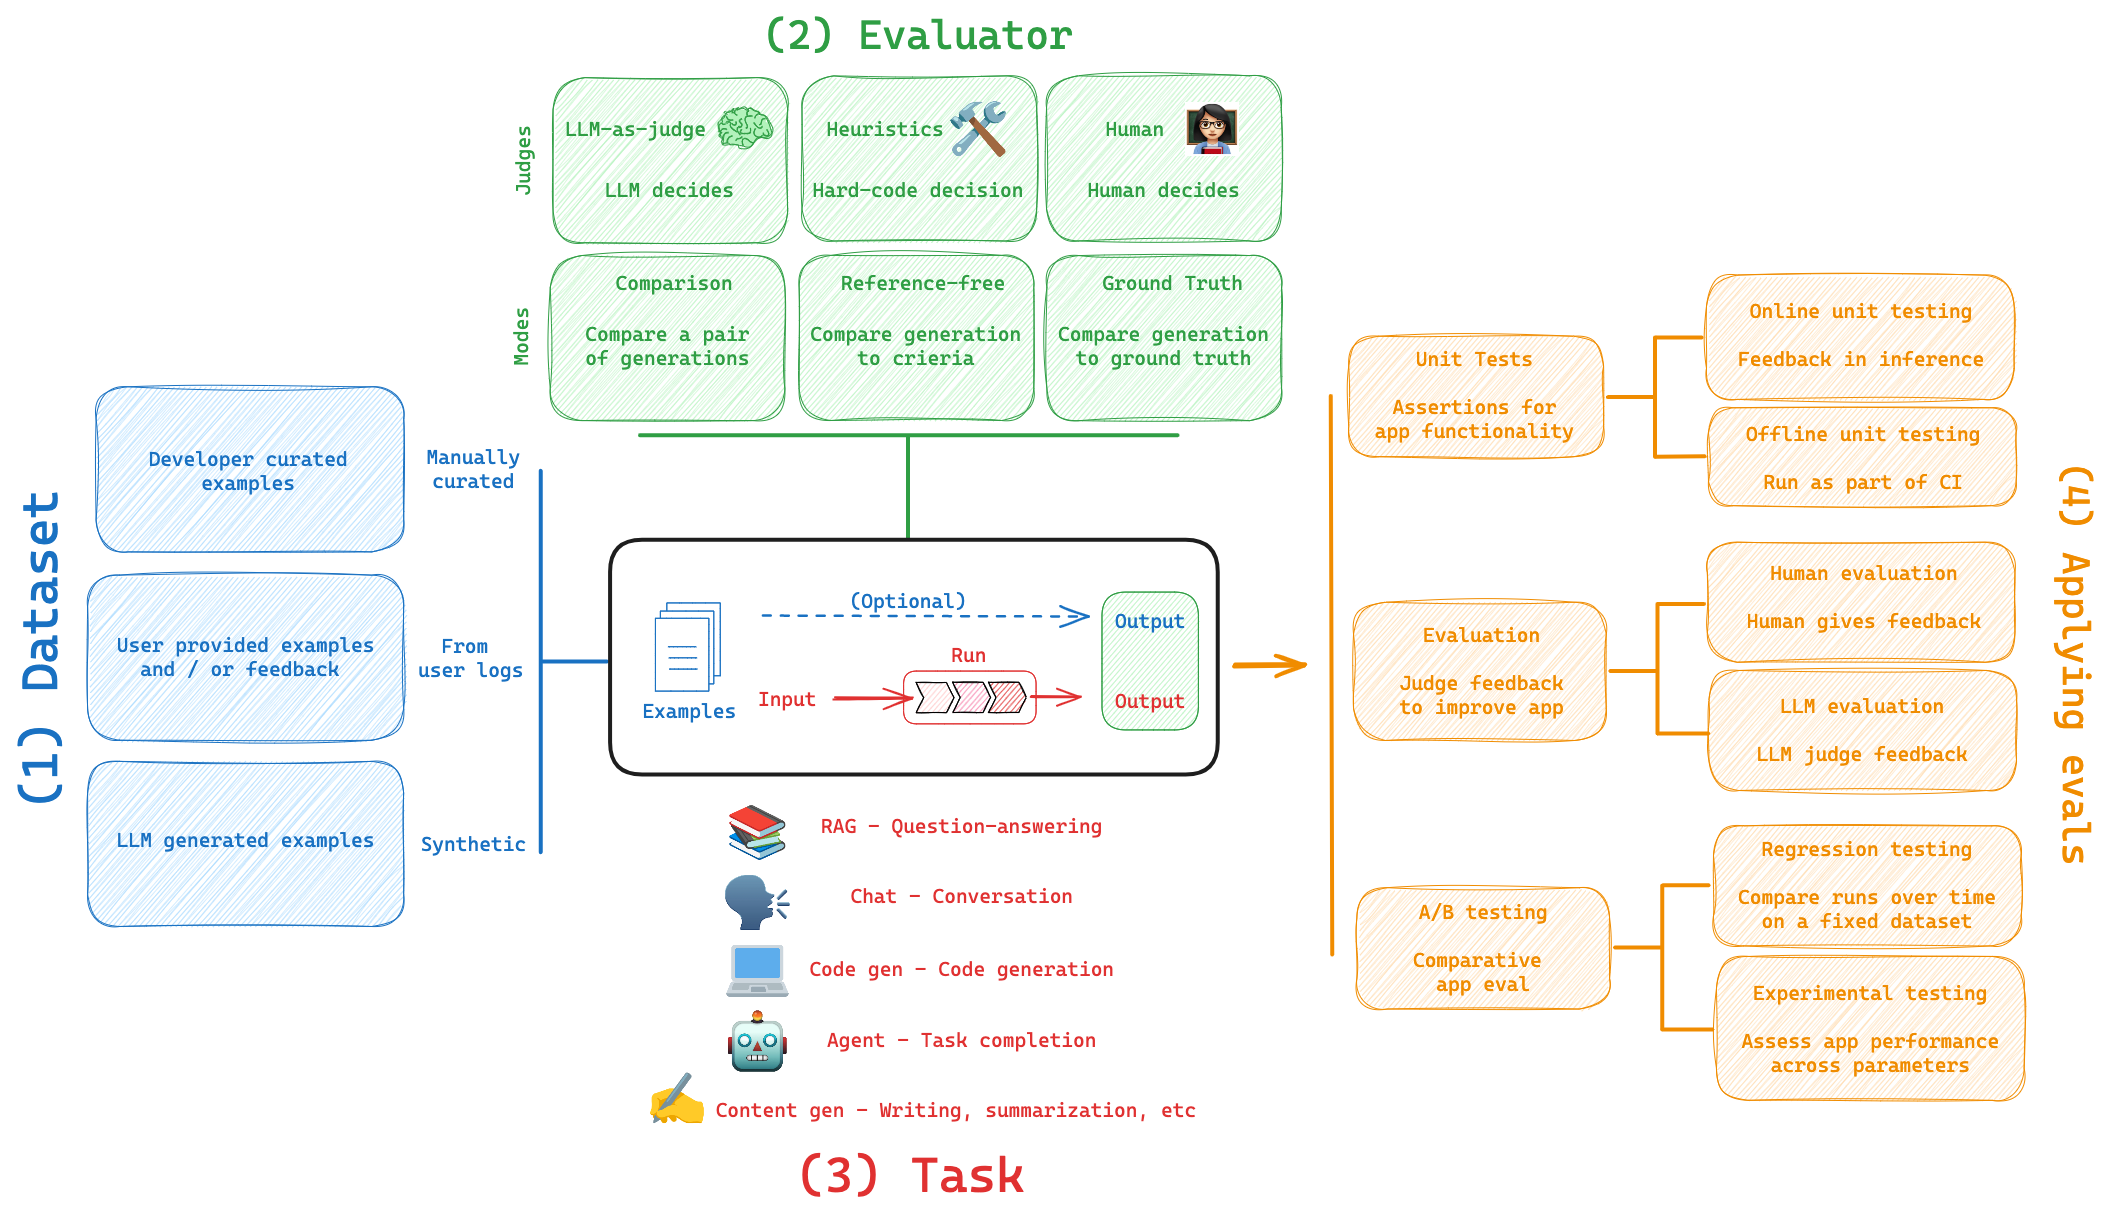 (2) Evaluator
Judges
LLM-as-judge
LLM decides
Heuristics
Hard-code decision
Human
Human decides
Modes
Comparison
Compare a pair
of generations
Reference-free
Compare generation
to crieria
Ground Truth
Compare generation
to ground truth
(1) Dataset
Developer curated
examples
Manually
curated
User provided examples
and / or feedback
From
user logs
LLM generated examples
Synthetic
Examples
(Optional)
Output
Input
Run
Output
RAG - Question-answering
Chat - Conversation
Code gen - Code generation
Agent - Task completion
Content gen - Writing, summarization, etc
(3) Task
Unit Tests
Assertions for
app functionality
Online unit testing
Feedback in inference
Offline unit testing
Run as part of CI
Evaluation
Judge feedback
to improve app
Human evaluation
Human gives feedback
LLM evaluation
LLM judge feedback
A/B testing
Comparative
app eval
Regression testing
Compare runs over time
on a fixed dataset
Experimental testing
Assess app performance
across parameters
(4) Applying evals